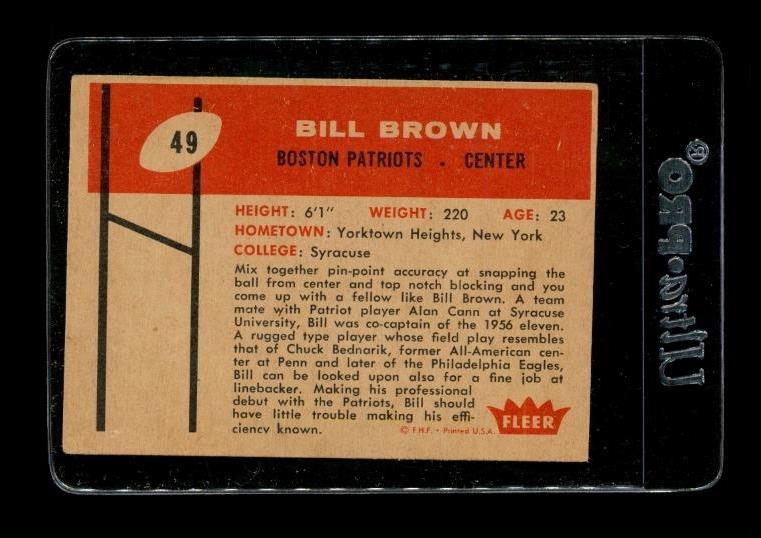 49
BILL BROWN
BOSTON PATRIOTS . CENTER
HEIGHT: 6'1" WEIGHT: 220 AGE: 23
HOMETOWN: Yorktown Heights, New York
COLLEGE: Syracuse
Mix together pin-point accuracy at snapping the
ball from center and top notch blocking and you
come up with a fellow like Bill Brown. A team
mate with Patriot player Alan Cann at Syracuse
University, Bill was co-captain of the 1956 eleven.
A rugged type player whose field play resembles
that of Chuck Bednarik, former All-American cen-
ter at Penn and later of the Philadelphia Eagles,
Bill can be looked upon also for a fine job at
linebacker. Making his professional
debut with the Patriots, Bill should
have little trouble making his effi-
ciency known.
FLEER
© F.H.F. • Printed U.S.A.
Ultra•PRO®